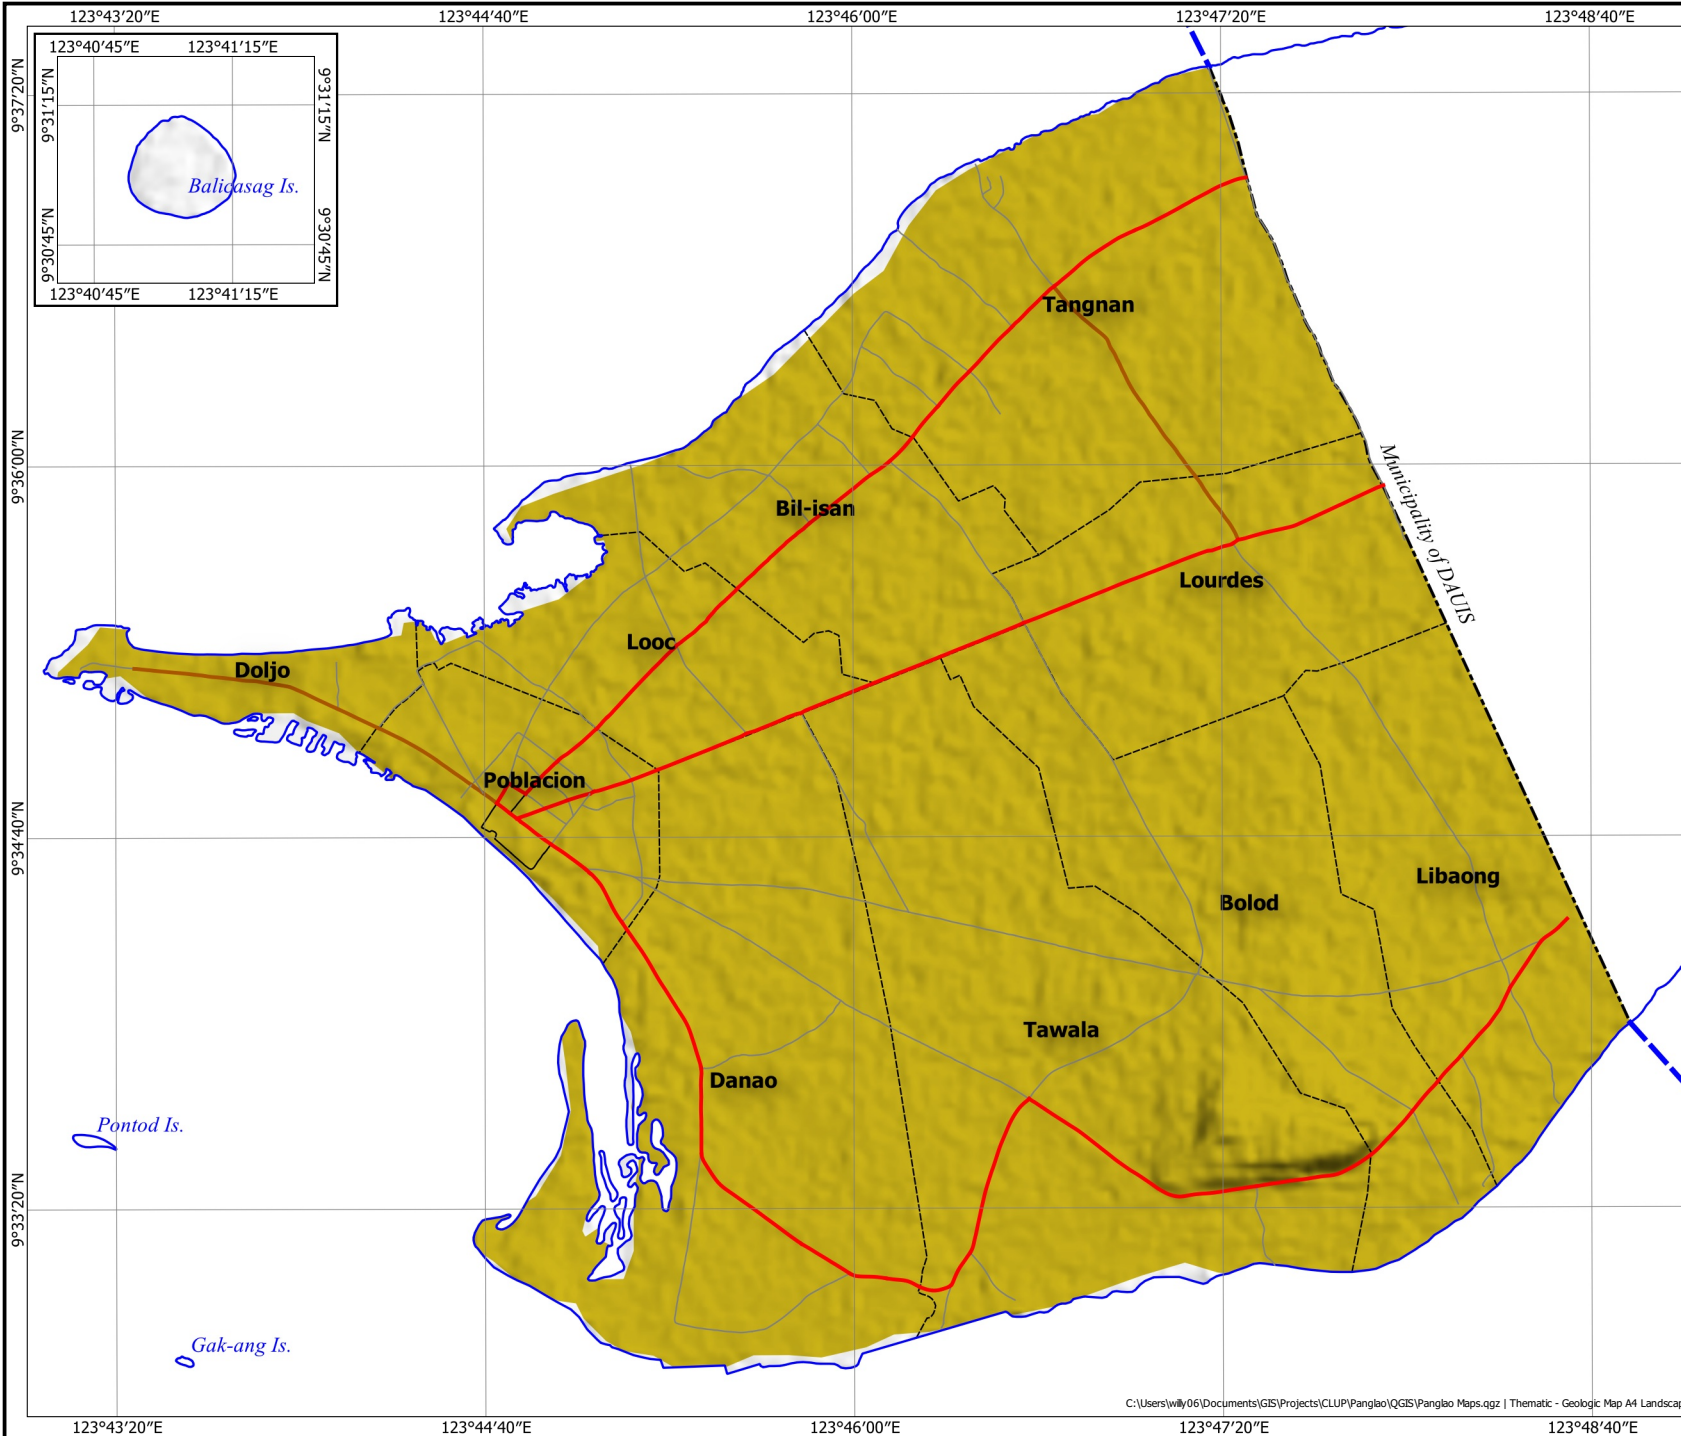 123°43′20″E
123°44′40″E
123°46′00″E
123°47′20″E
123°48′40″E
123°40′45″E
123°41′15″E
9°31′15″N
9°31′15″N
Balicasag Is.
9°30′45″N
9°30′45″N
123°40′45″E
123°41′15″E
9°37′20″N
Tangnan
9°36′00″N
Municipality of DAUIS
Bil-isan
Lourdes
Looc
Doljo
Poblacion
9°34′40″N
Libaong
Bolod
Tawala
Danao
Pontod Is.
9°33′20″N
Gak-ang Is.
C:\Users\willy06\Documents\GIS\Projects\CLUP\Panglao\QGIS\Panglao Maps.qgz | Thematic - Geologic Map A4 Landscap
123°43′20″E
123°44′40″E
123°46′00″E
123°47′20″E
123°48′40″E